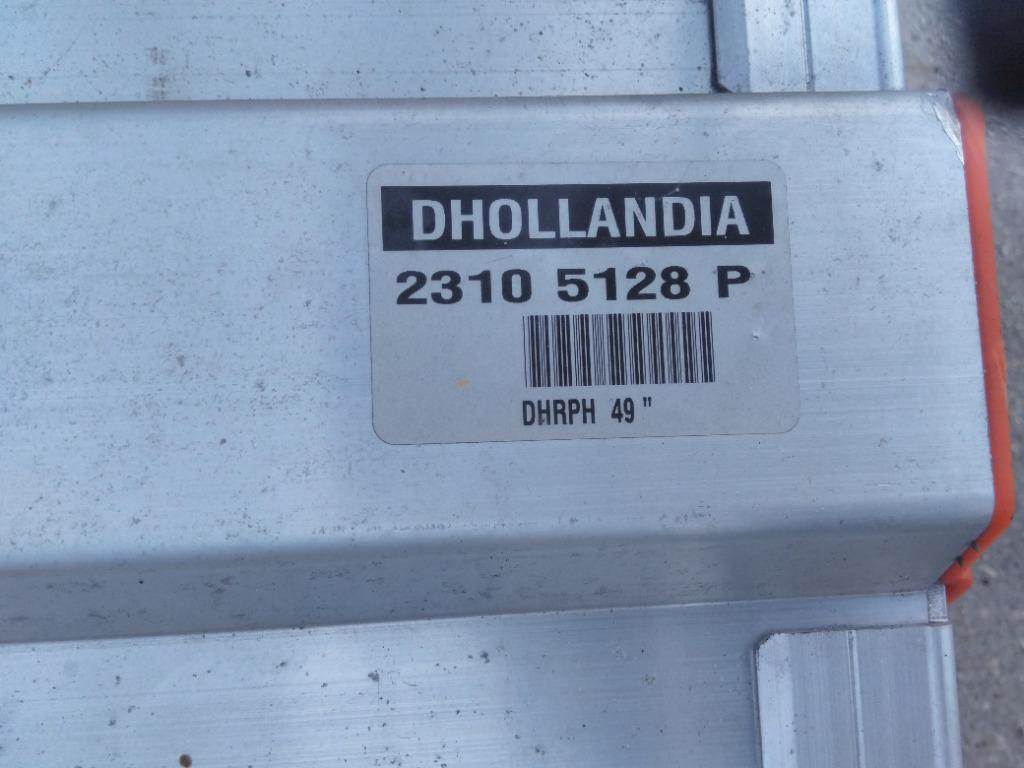 DHOLLANDIA
2310 5128 P
DHRPH 49 "